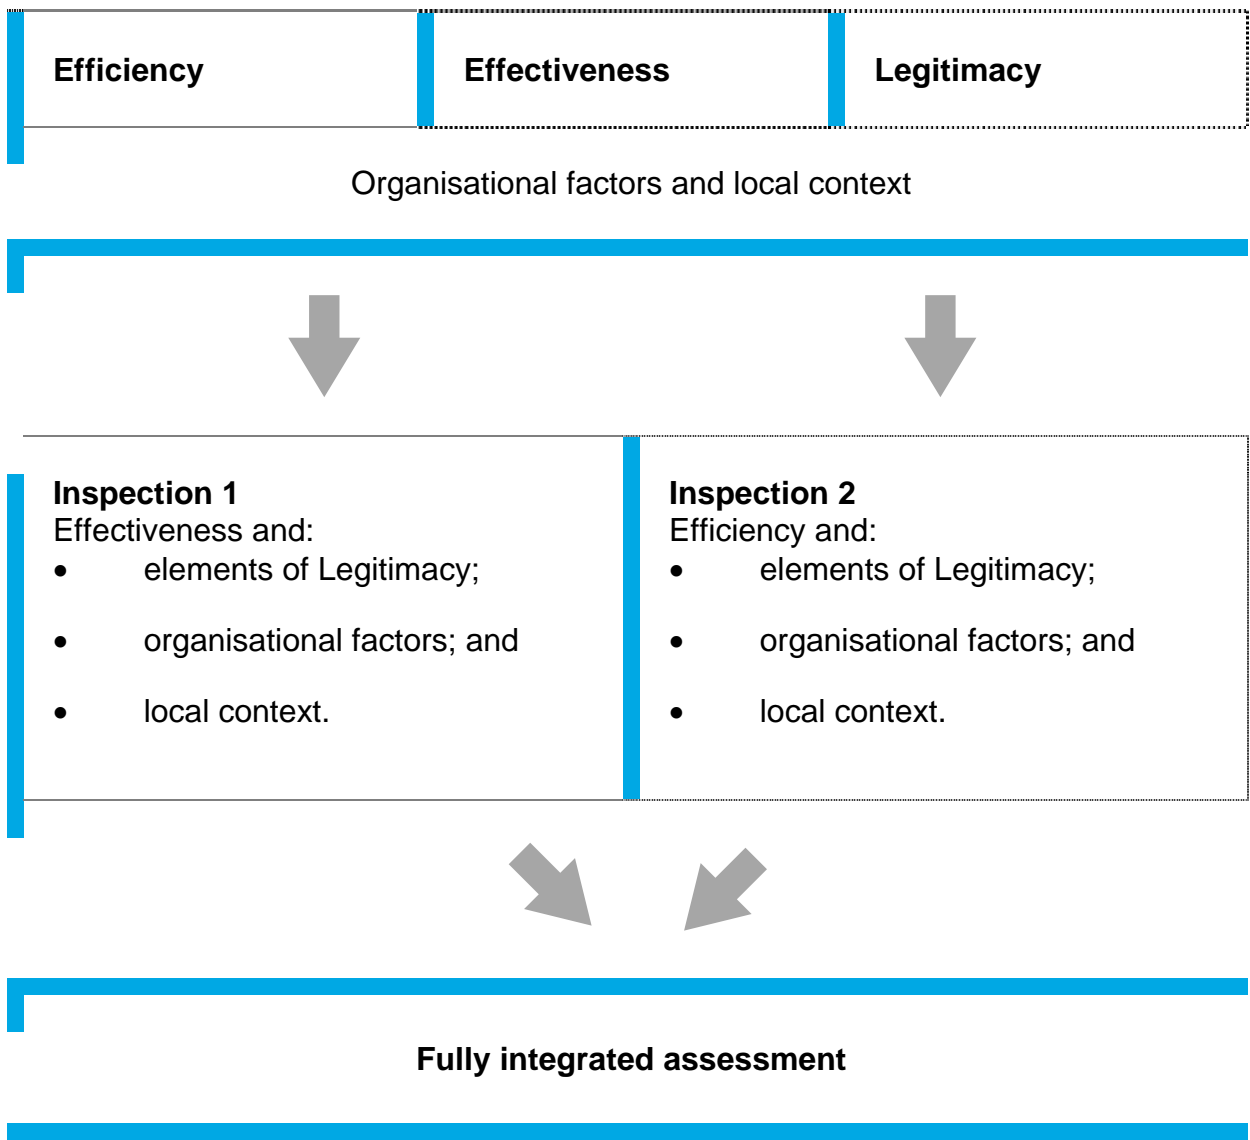 Efficiency
Effectiveness
Legitimacy
Organisational factors and local context
Inspection 1
Effectiveness and:
• elements of Legitimacy;
• organisational factors; and
• local context.
Inspection 2
Efficiency and:
• elements of Legitimacy;
• organisational factors; and
• local context.
Fully integrated assessment